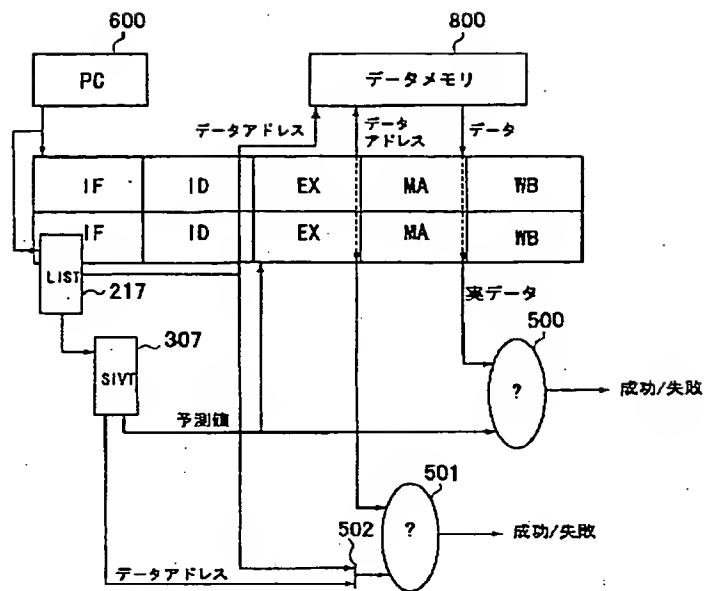 600
800
PC
データメモリ
データアドレス
データ
アドレス
データ
IF
ID
EX
MA
WB
IF
ID
EX
MA
WB
LIST
217
実データ
307
500
SIVT
?
成功/失敗
予測値
501
502
?
成功/失敗
データアドレス